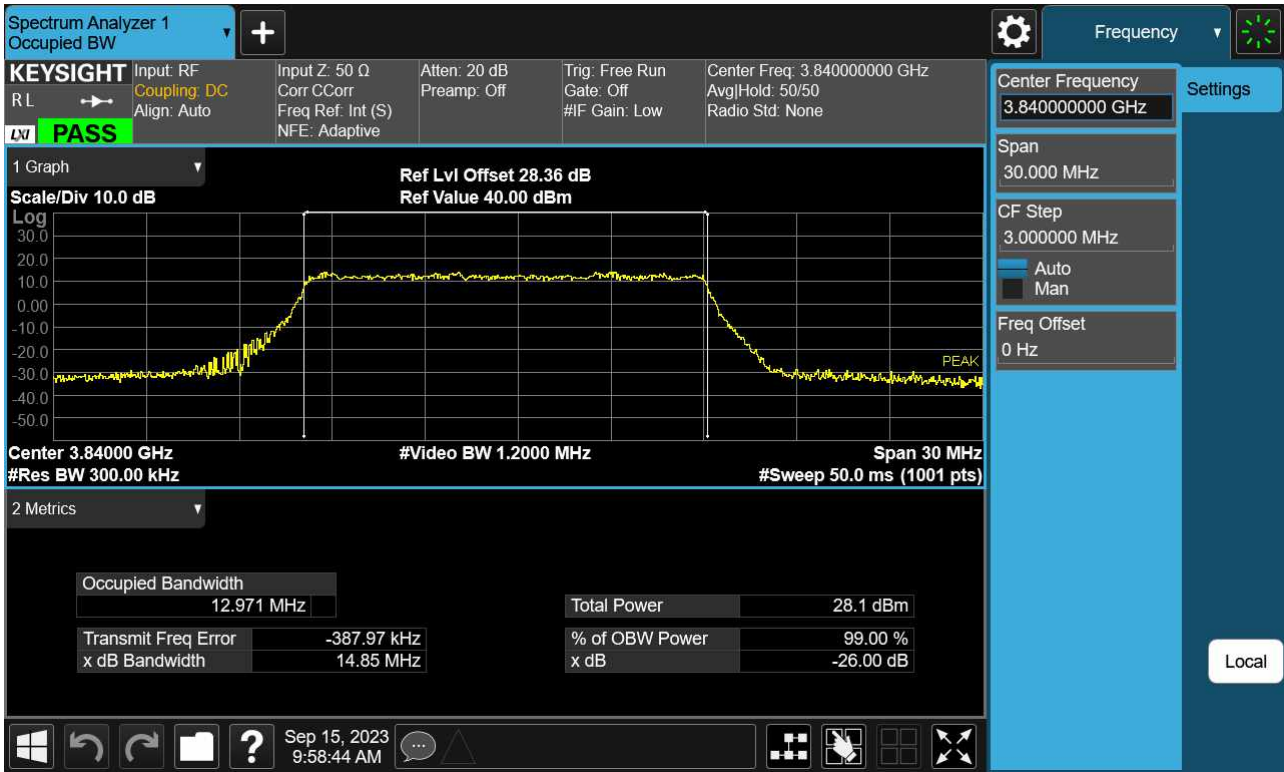 Spectrum Analyzer 1
Occupied BW
Frequency
KEYSIGHT
RL
LXI
PASS
Input: RF
Coupling: DC
Align: Auto
Input Z: 50 Ω
Corr CCorr
Freq Ref: Int (S)
NFE: Adaptive
Atten: 20 dB
Preamp: Off
Trig: Free Run
Gate: Off
#IF Gain: Low
Center Freq: 3.840000000 GHz
Avg|Hold: 50/50
Radio Std: None
Center Frequency
3.840000000 GHz
Settings
Span
30.000 MHz
CF Step
3.000000 MHz
Auto
Man
Freq Offset
0 Hz
Local
1 Graph
Scale/Div 10.0 dB
Ref Lvl Offset 28.36 dB
Ref Value 40.00 dBm
Log
30.0
20.0
10.0
0.00
-10.0
-20.0
-30.0
-40.0
-50.0
PEAK
Center 3.84000 GHz
#Video BW 1.2000 MHz
Span 30 MHz
#Res BW 300.00 kHz
#Sweep 50.0 ms (1001 pts)
2 Metrics
Occupied Bandwidth
12.971 MHz
Total Power 28.1 dBm
Transmit Freq Error -387.97 kHz
% of OBW Power 99.00 %
x dB Bandwidth 14.85 MHz
x dB -26.00 dB
?
Sep 15, 2023
9:58:44 AM